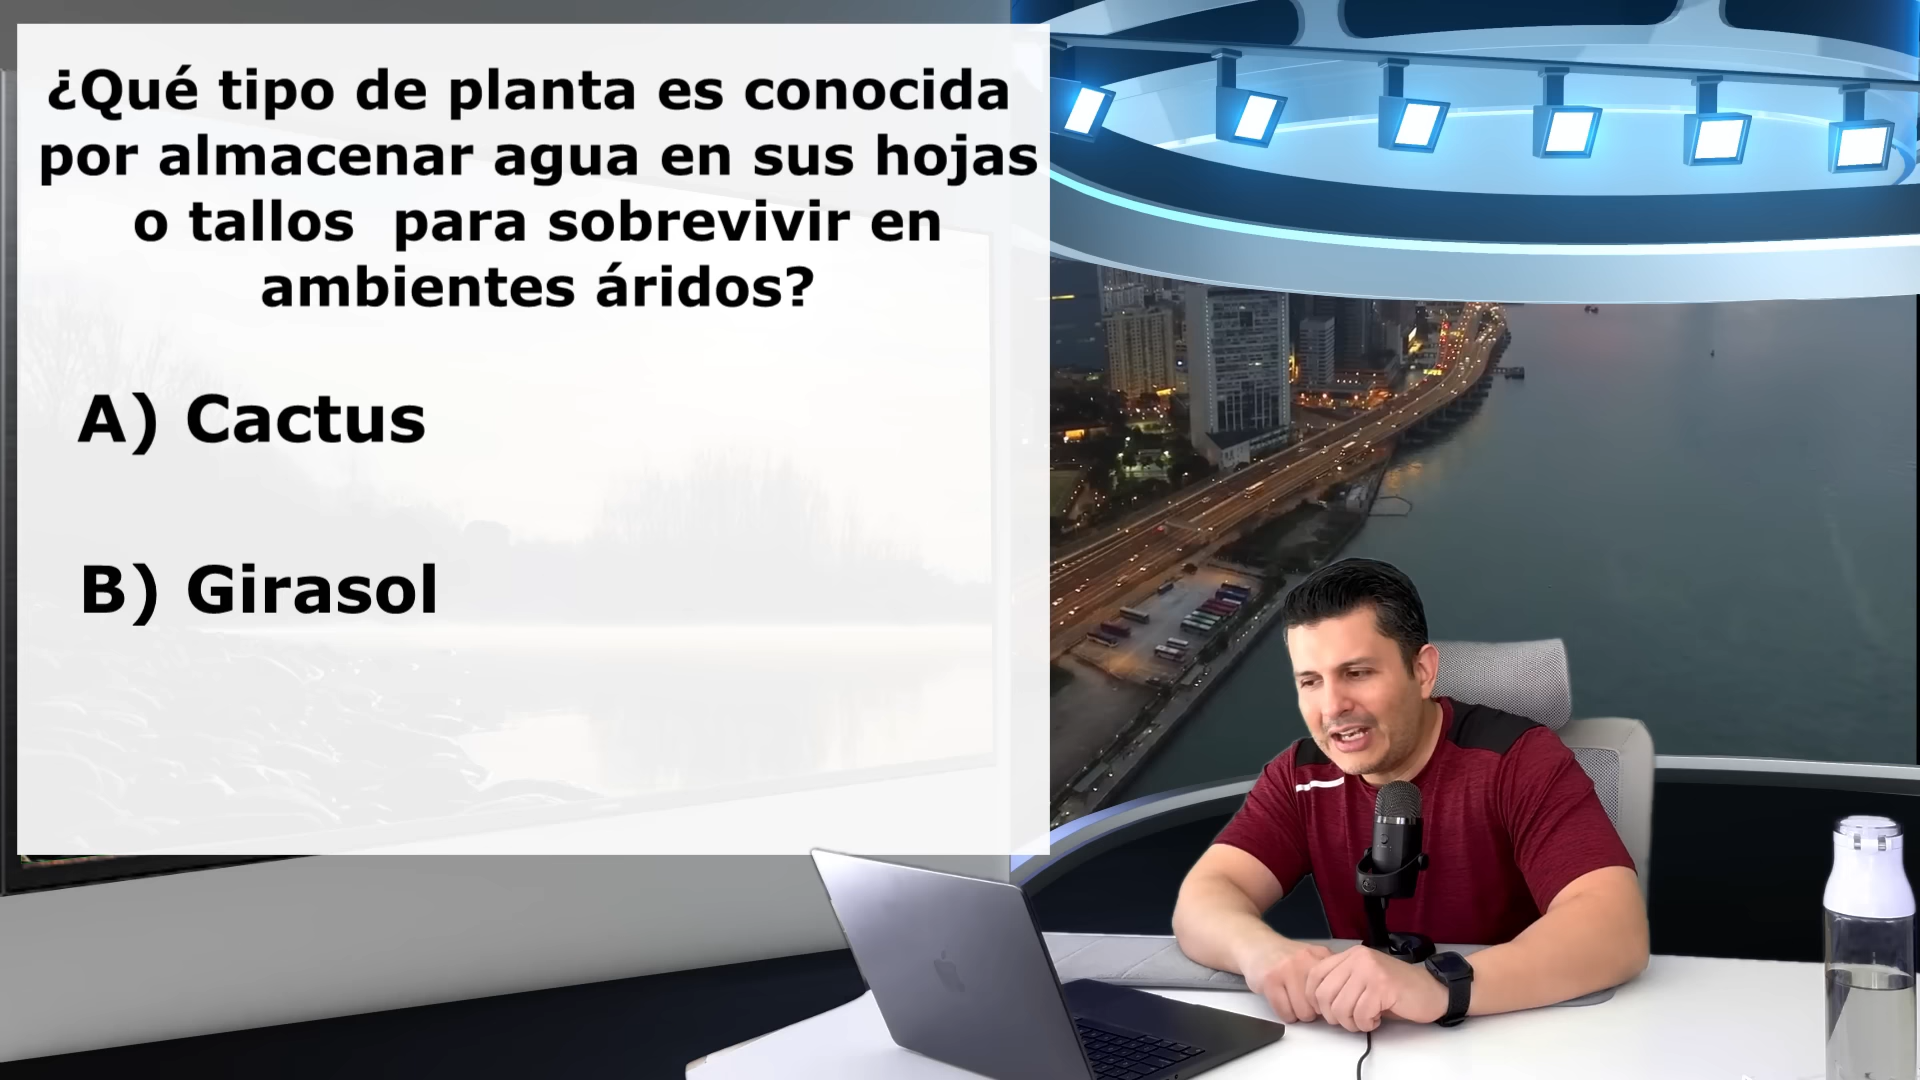 ¿Qué tipo de planta es conocida
por almacenar agua en sus hojas
o tallos  para sobrevivir en
ambientes áridos?
A) Cactus
B) Girasol